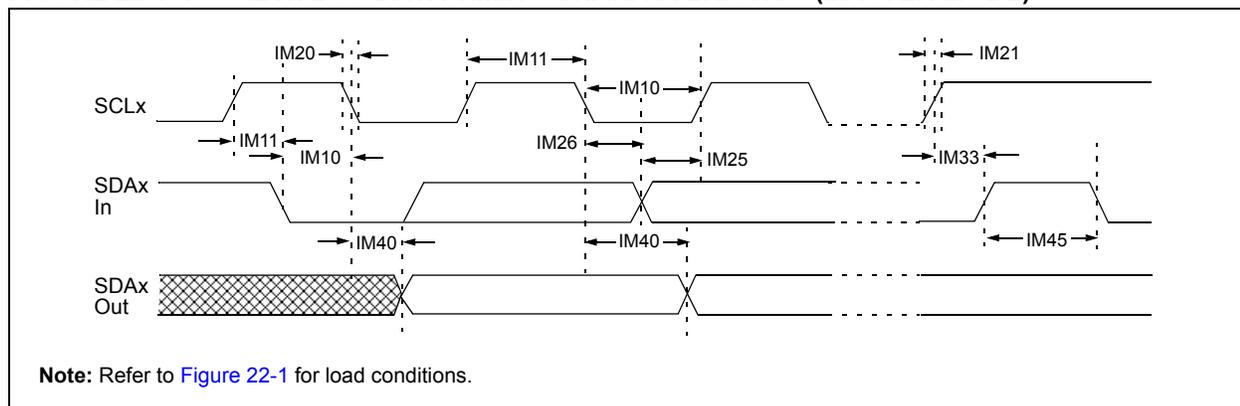 IM20
IM11
IM21
SCLx
IM10
IM11
IM10
IM26
IM25
IM33
SDAx
In
IM40
IM40
IM45
SDAx
Out
Note: Refer to Figure 22-1 for load conditions.